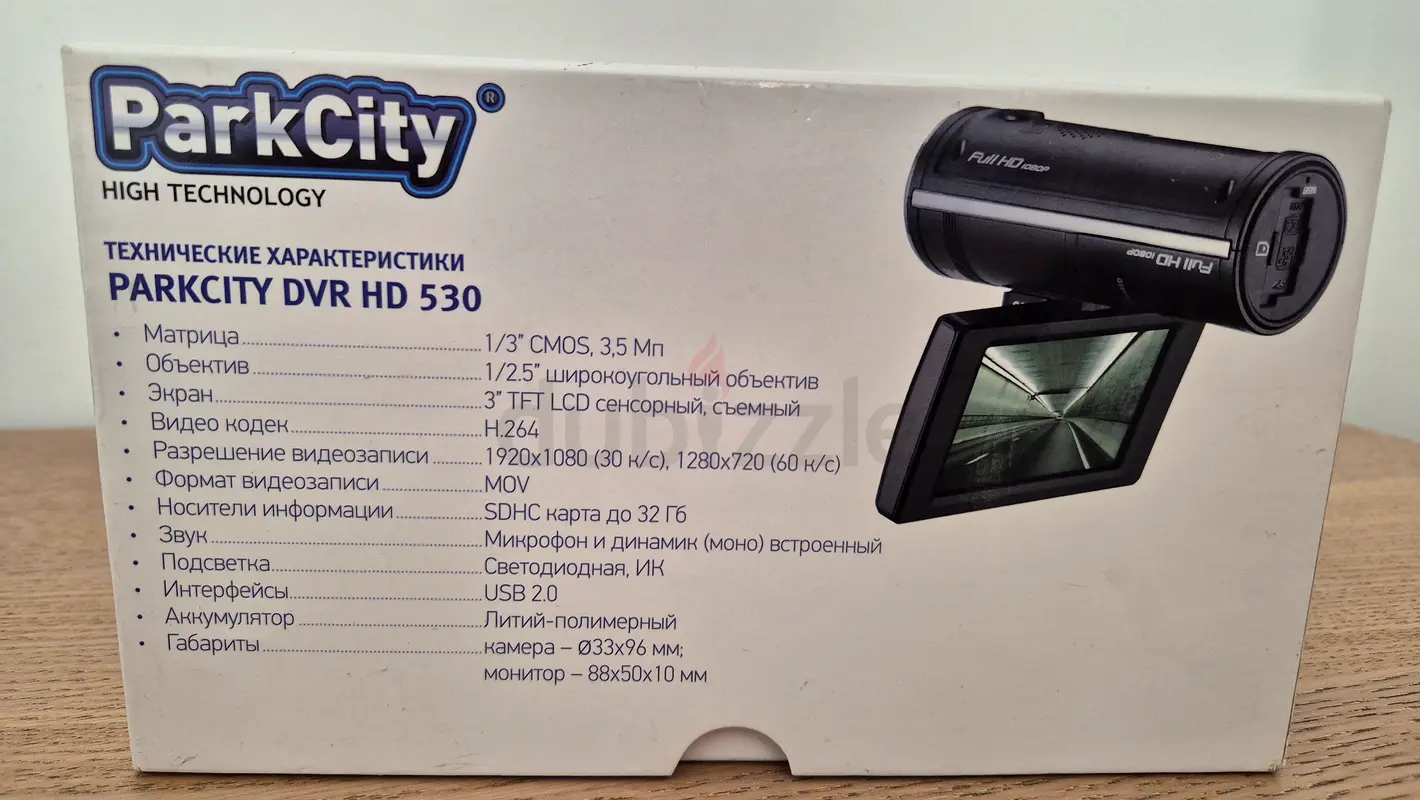 ParkCity ®
HIGH TECHNOLOGY
ТЕХНИЧЕСКИЕ ХАРАКТЕРИСТИКИ
PARKCITY DVR HD 530
• Матрица 1/3” CMOS, 3,5 Мп
• Объектив 1/2.5” широкоугольный объектив
• Экран 3” TFT LCD сенсорный, съемный
• Видео кодек H.264
• Разрешение видеозаписи 1920x1080 (30 к/с), 1280x720 (60 к/с)
• Формат видеозаписи MOV
• Носители информации SDHC карта до 32 Гб
• Звук Микрофон и динамик (моно) встроенный
• Подсветка Светодиодная, ИК
• Интерфейсы USB 2.0
• Аккумулятор Литий-полимерный
• Габариты камера – Ø33x96 мм;
монитор – 88x50x10 мм
Full HD 1080P
Full HD 1080P
dubizzle